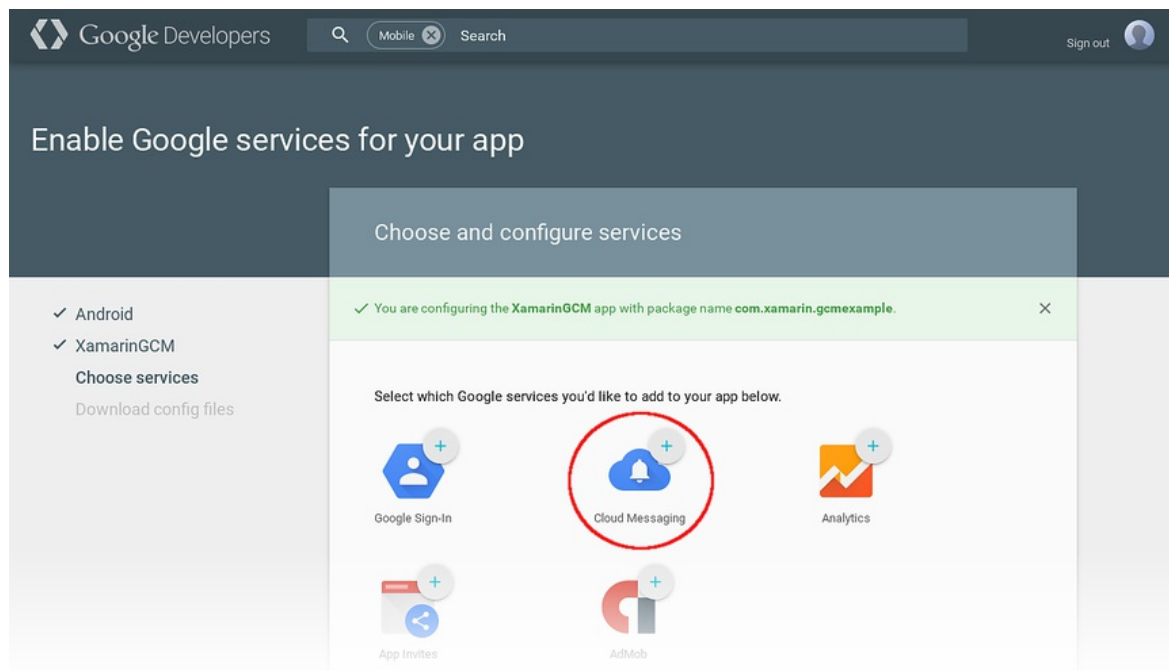 Google Developers
Mobile
Search
Sign out
Enable Google services for your app
Choose and configure services
Android
XamarinGCM
Choose services
Download config files
You are configuring the XamarinGCM app with package name com.xamarin.gcmexample.
Select which Google services you'd like to add to your app below.
Google Sign-In
Cloud Messaging
Analytics
App Invites
AdMob